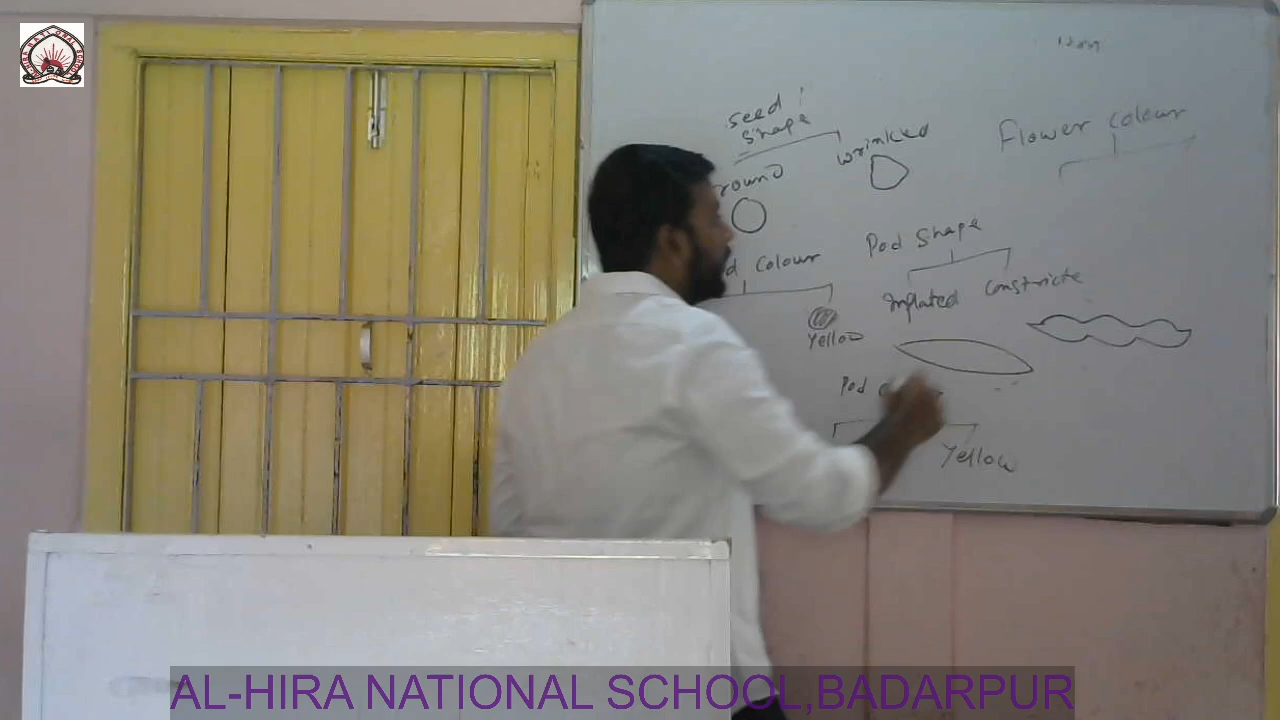 seed
shape
round
wrinkled
Flower colour
Colour
Yellow
Pod Shape
Inflated
constricte
Pod
Yellow
AL-HIRA NATIONAL SCHOOL,BADARPUR